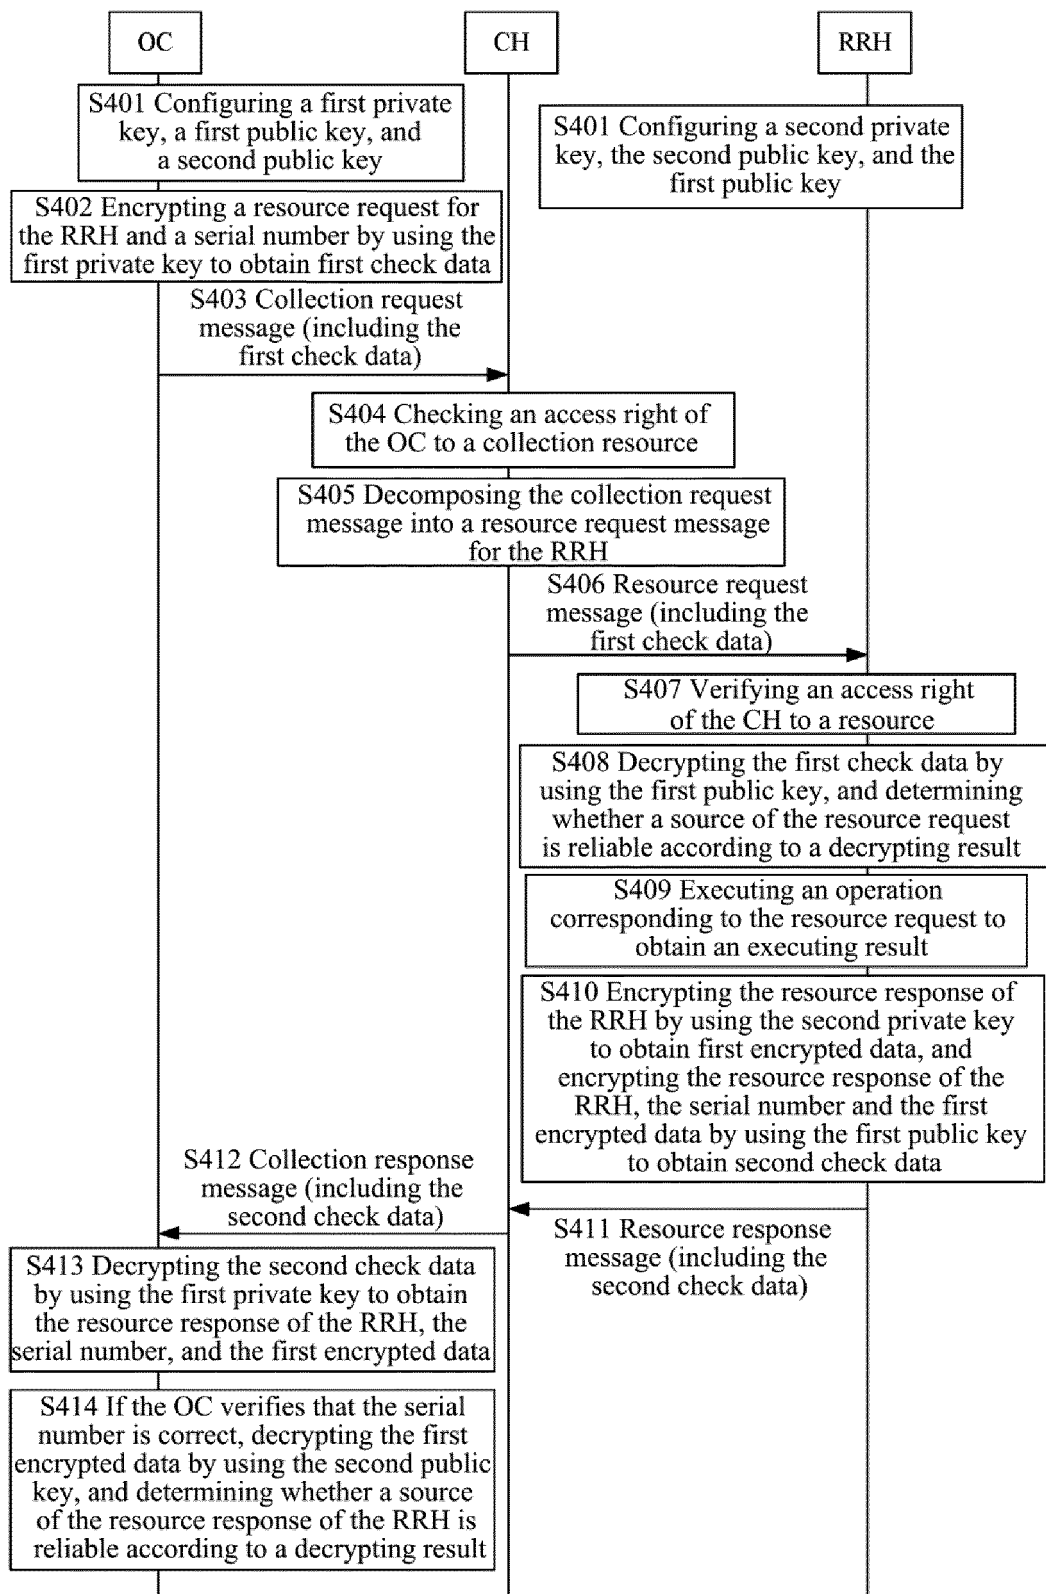 OC
CH
RRH
S401 Configuring a first private
key, a first public key, and
a second public key
S401 Configuring a second private
key, the second public key, and the
first public key
S402 Encrypting a resource request for
the RRH and a serial number by using the
first private key to obtain first check data
S403 Collection request
message (including the
first check data)
S404 Checking an access right of
the OC to a collection resource
S405 Decomposing the collection request
message into a resource request message
for the RRH
S406 Resource request
message (including the
first check data)
S407 Verifying an access right
of the CH to a resource
S408 Decrypting the first check data by
using the first public key, and determining
whether a source of the resource request
is reliable according to a decrypting result
S409 Executing an operation
corresponding to the resource request to
obtain an executing result
S410 Encrypting the resource response of
the RRH by using the second private key
to obtain first encrypted data, and
encrypting the resource response of the
RRH, the serial number and the first
encrypted data by using the first public key
to obtain second check data
S411 Resource response
message (including the
second check data)
S412 Collection response
message (including the
second check data)
S413 Decrypting the second check data
by using the first private key to obtain
the resource response of the RRH, the
serial number, and the first encrypted data
S414 If the OC verifies that the serial
number is correct, decrypting the first
encrypted data by using the second public
key, and determining whether a source
of the resource response of the RRH is
reliable according to a decrypting result